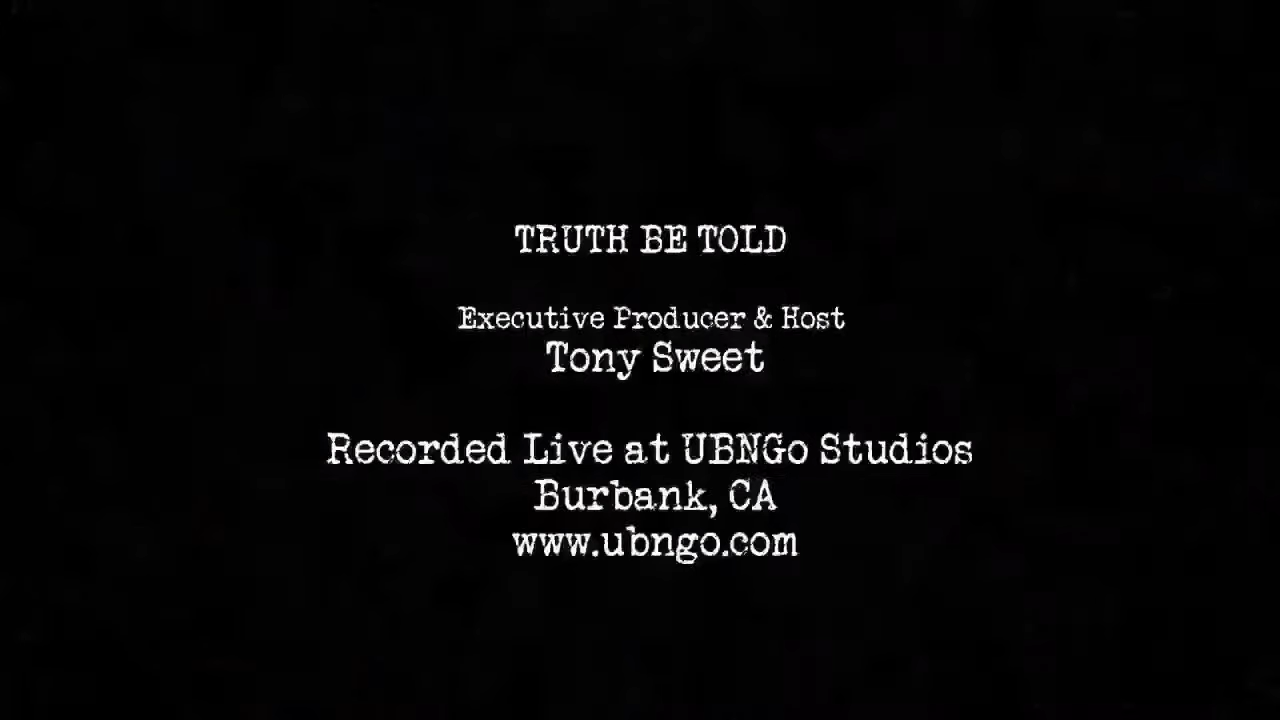 TRUTH BE TOLD
Executive Producer & Host
Tony Sweet
Recorded Live at UBNGo Studios
Burbank, CA
www.ubngo.com